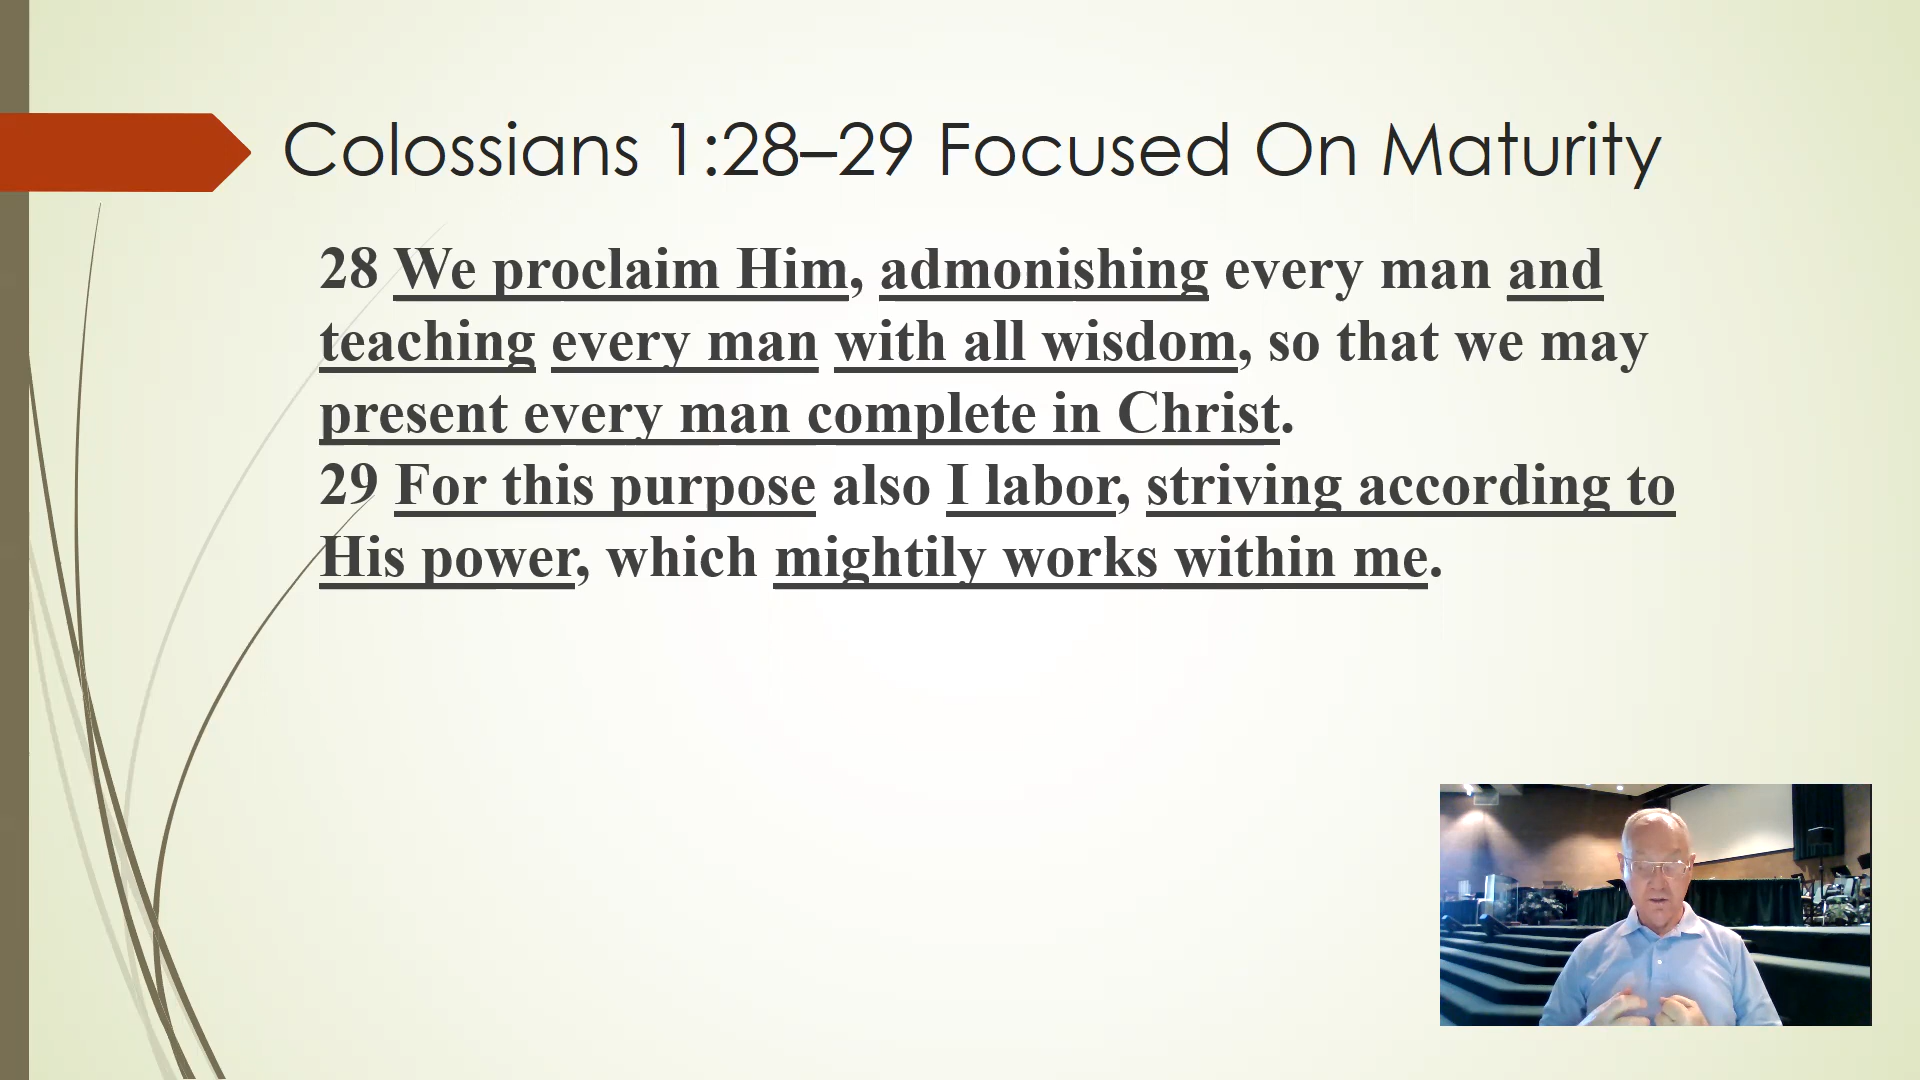 Colossians 1:28–29 Focused On Maturity
28 We proclaim Him, admonishing every man and
teaching every man with all wisdom, so that we may
present every man complete in Christ.
29 For this purpose also I labor, striving according to
His power, which mightily works within me.